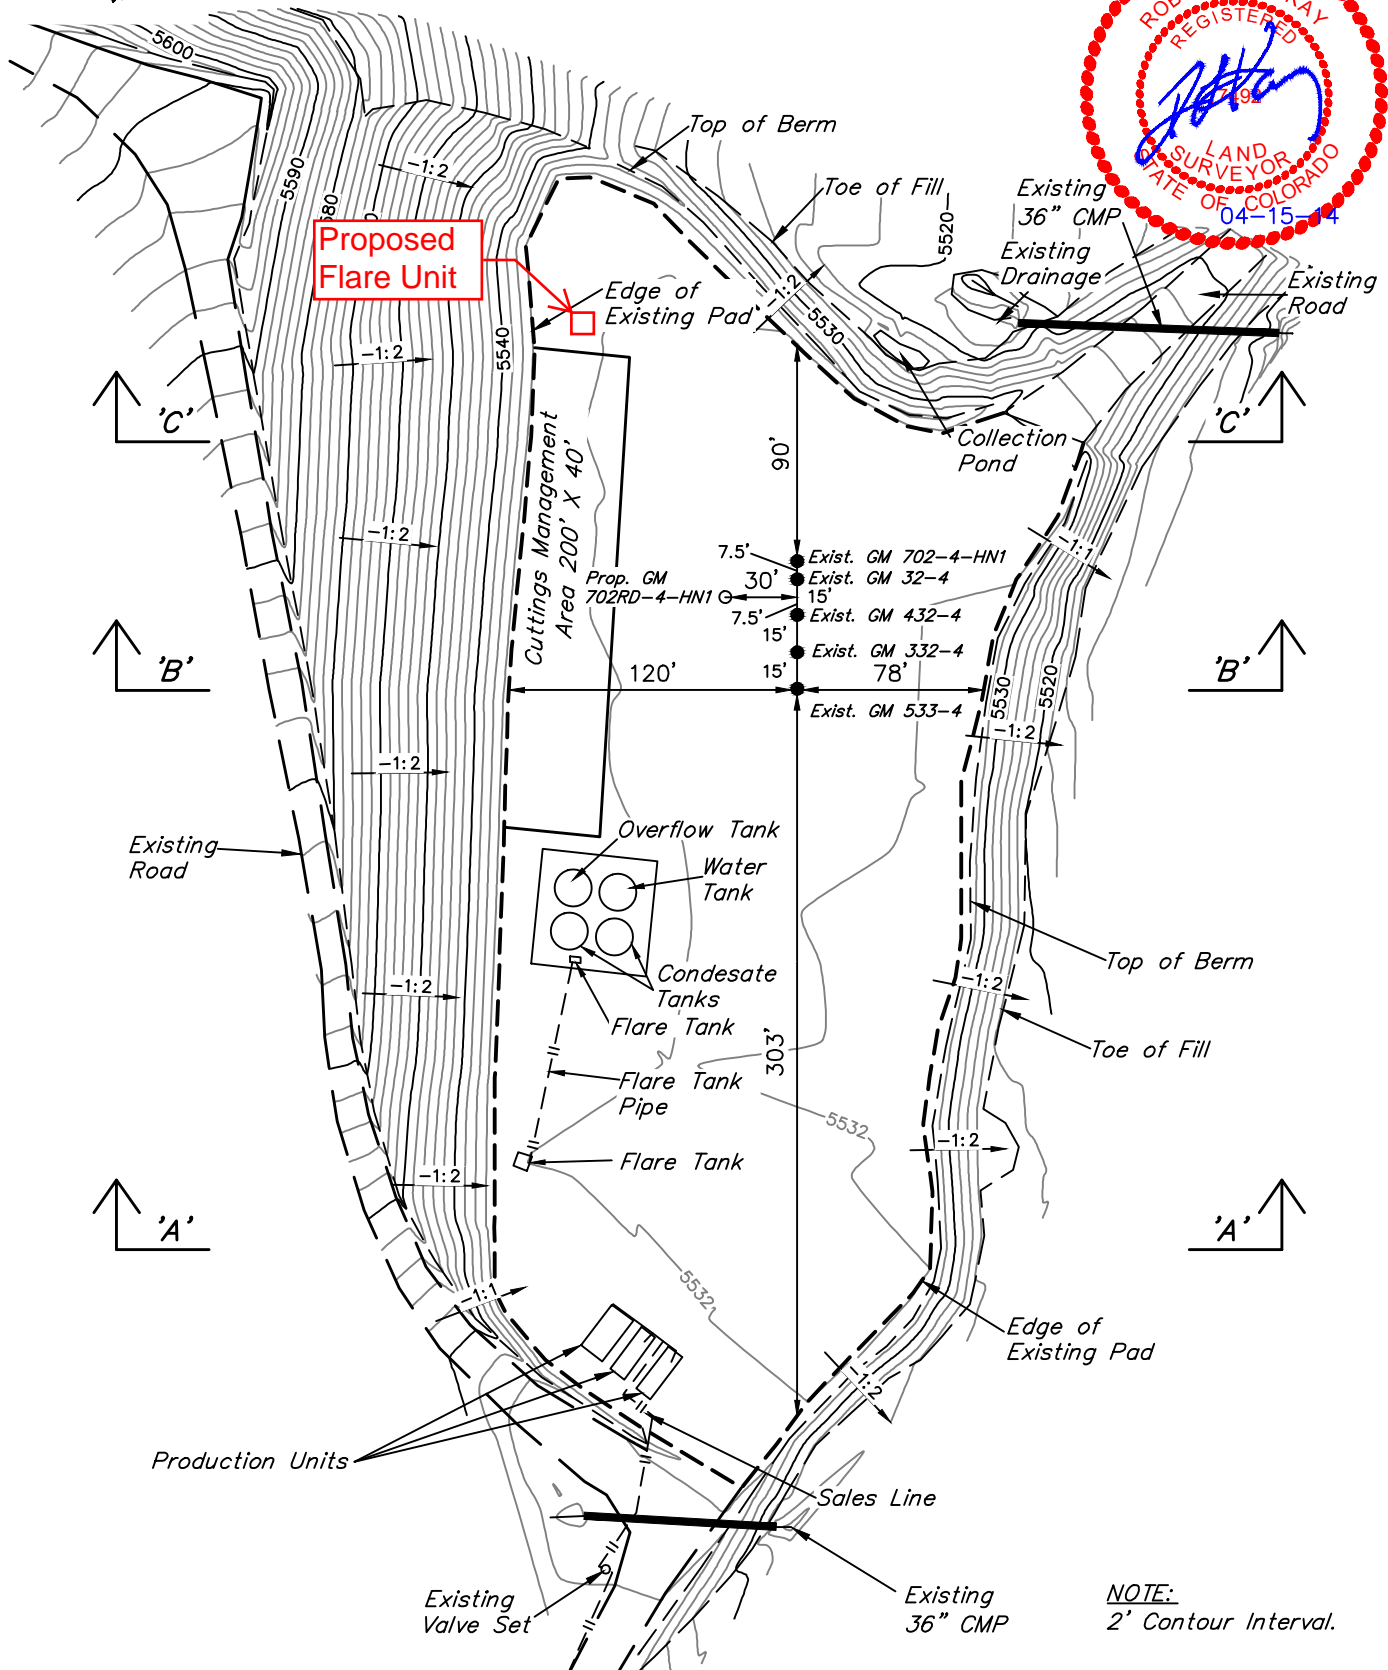 5600
ROB
RAY
REGISTERED
7492
LAND
SURVEYOR
STATE OF COLORADO
04-15-14
Top of Berm
-1:2
5590
Toe of Fill
Existing
36" CMP
5520
580
Proposed
Flare Unit
Existing
Drainage
Existing
Road
Edge of
Existing Pad
-1:2
5530
5540
-1:2
'C'
'C'
Collection
Pond
90'
Cuttings Management
Area 200' X 40'
-1:2
-1:1
7.5'
Exist. GM 702-4-HN1
Prop. GM
702RD-4-HN1
30'
Exist. GM 32-4
15'
7.5'
Exist. GM 432-4
15'
Exist. GM 332-4
'B'
'B'
15'
120'
78'
Exist. GM 533-4
5530
5520
-1:2
-1:2
Existing
Road
Overflow Tank
Water
Tank
Condesate
Tanks
Top of Berm
-1:2
-1:2
Flare Tank
303'
Toe of Fill
Flare Tank
Pipe
5532
-1:2
Flare Tank
-1:2
'A'
'A'
5532
-1:1
Edge of
Existing Pad
-1:2
Production Units
Sales Line
Existing
Valve Set
Existing
36" CMP
NOTE:
2' Contour Interval.